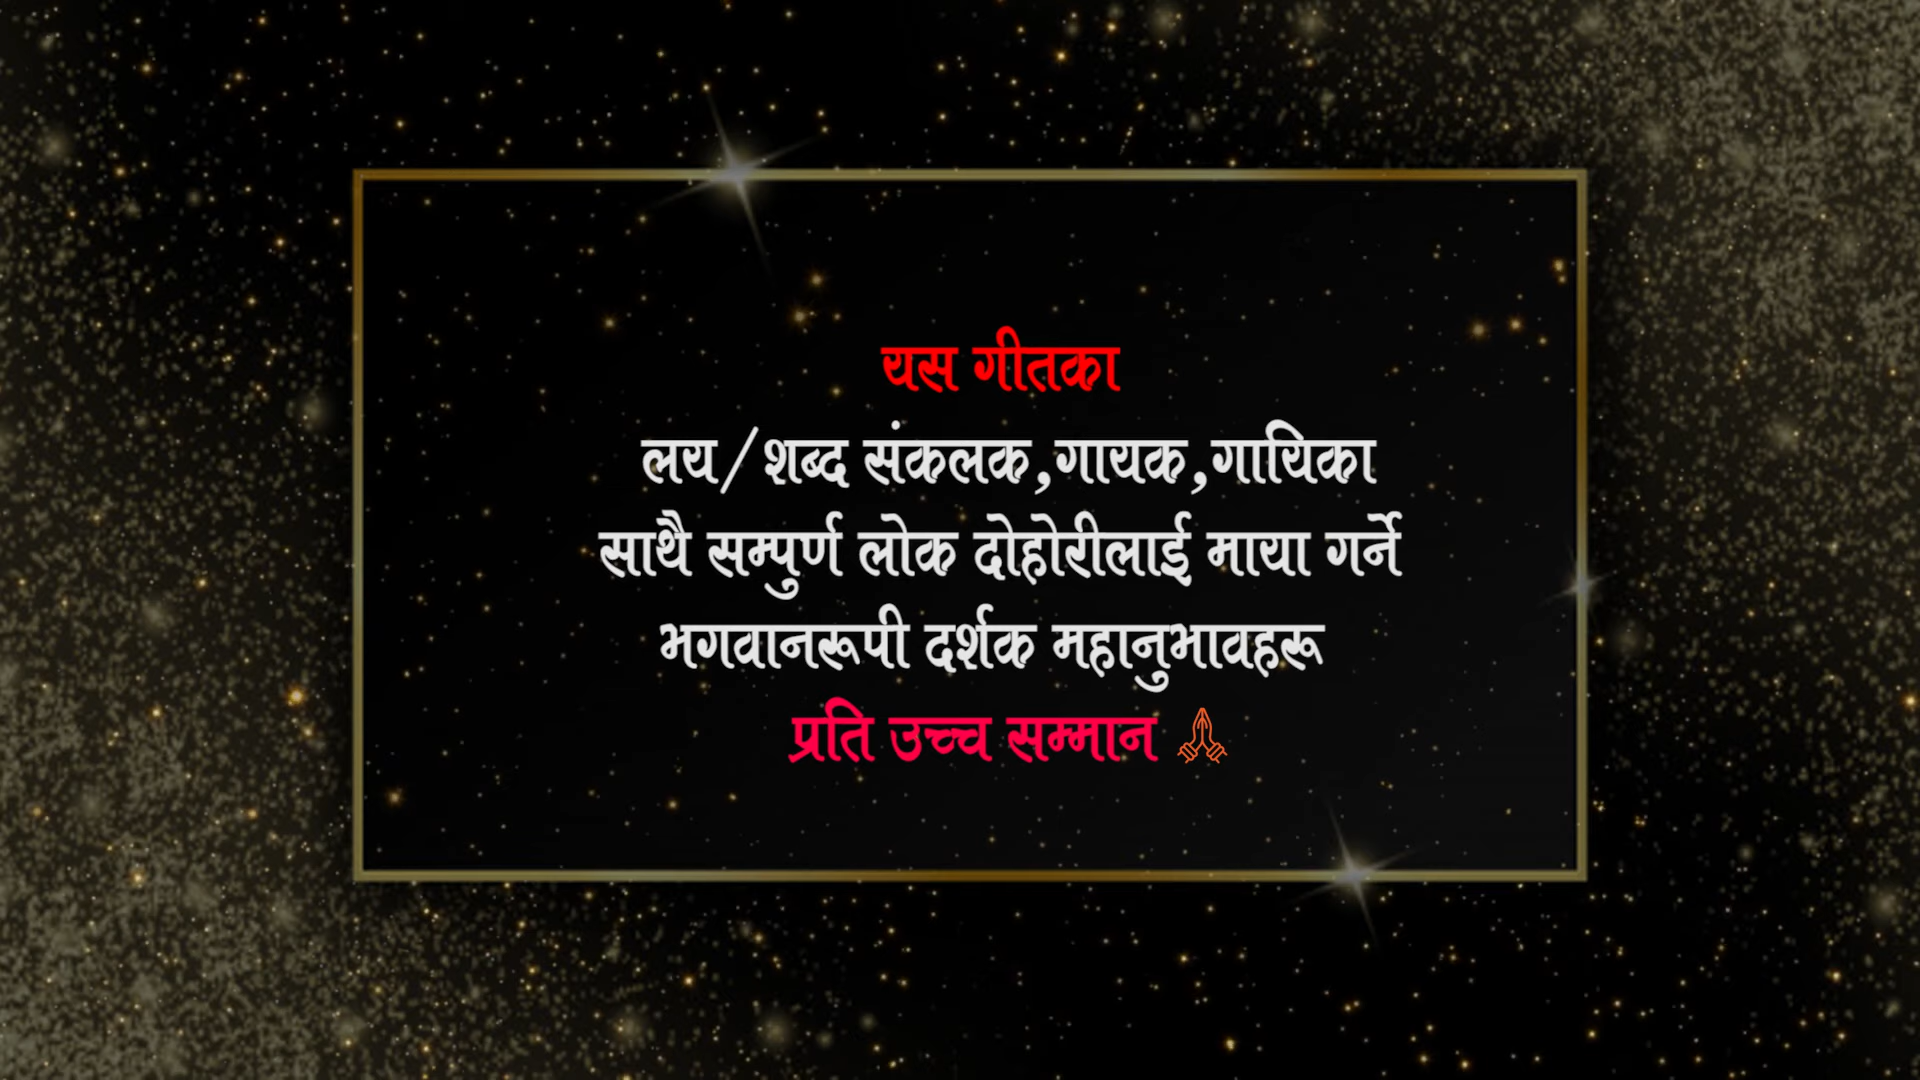 यस गीतका
लय/शब्द संकलक,गायक,गायिका
साथै सम्पुर्ण लोक दोहोरीलाई माया गर्ने
भगवानरूपी दर्शक महानुभावहरू
प्रति उच्च सम्मान 🙏